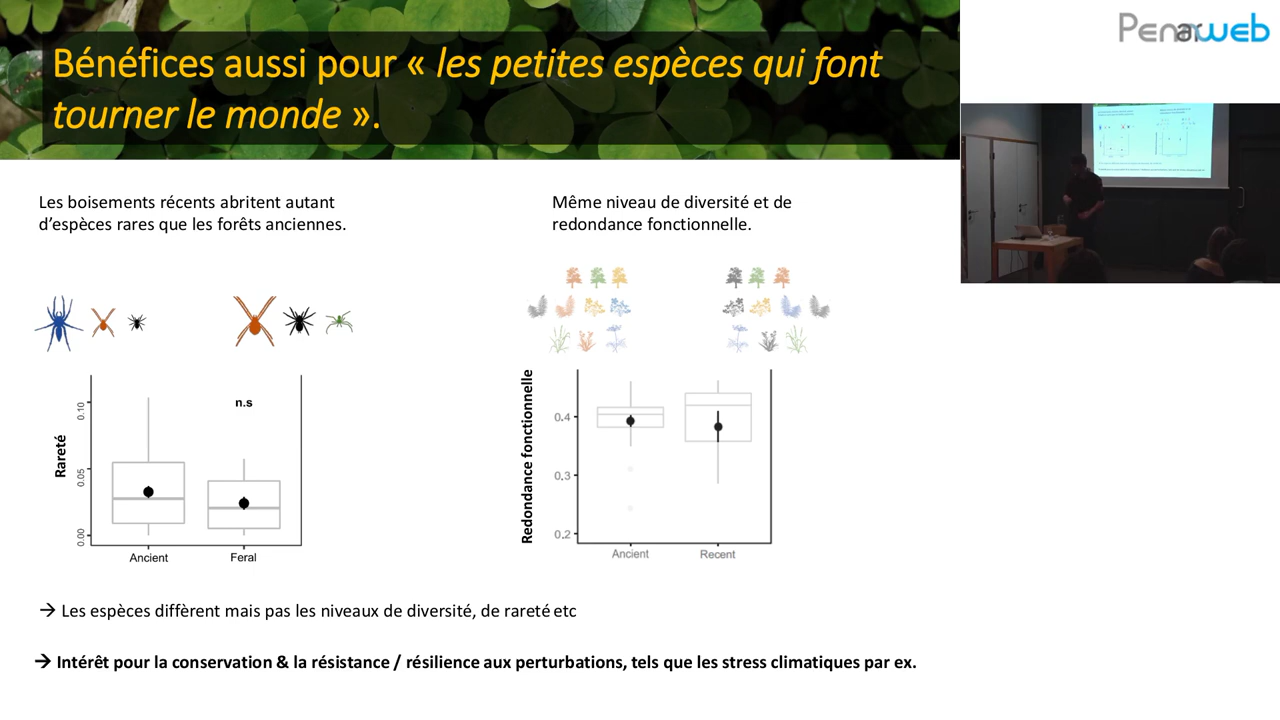 Bénéfices aussi pour « les petites espèces qui font
tourner le monde ».
Penarweb
Les boisements récents abritent autant
d’espèces rares que les forêts anciennes.
Même niveau de diversité et de
redondance fonctionnelle.
Rareté
0.10
0.05
0.00
n.s
Ancient
Feral
Redondance fonctionnelle
0.4
0.3
0.2
Ancient
Recent
→ Les espèces diffèrent mais pas les niveaux de diversité, de rareté etc
→ Intérêt pour la conservation & la résistance / résilience aux perturbations, tels que les stress climatiques par ex.